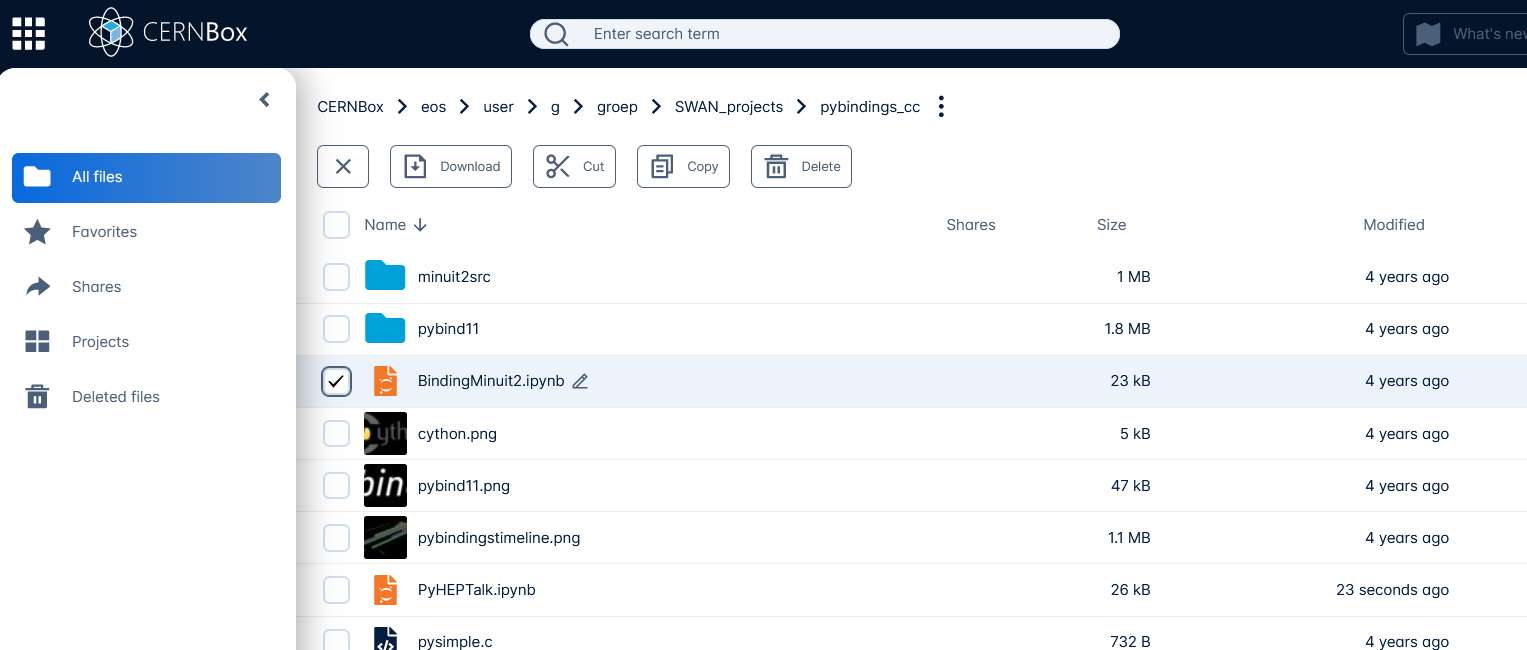 CERNBox
Enter search term
What's new
CERNBox eos user g groep SWAN_projects pybindings_cc
Download Cut Copy Delete
All files
Favorites
Shares
Projects
Deleted files
Name Shares Size Modified
minuit2src 1 MB 4 years ago
pybind11 1.8 MB 4 years ago
BindingMinuit2.ipynb 23 kB 4 years ago
ython
cython.png 5 kB 4 years ago
bin
pybind11.png 47 kB 4 years ago
pybindingstimeline.png 1.1 MB 4 years ago
PyHEPTalk.ipynb 26 kB 23 seconds ago
pysimple.c 732 B 4 years ago